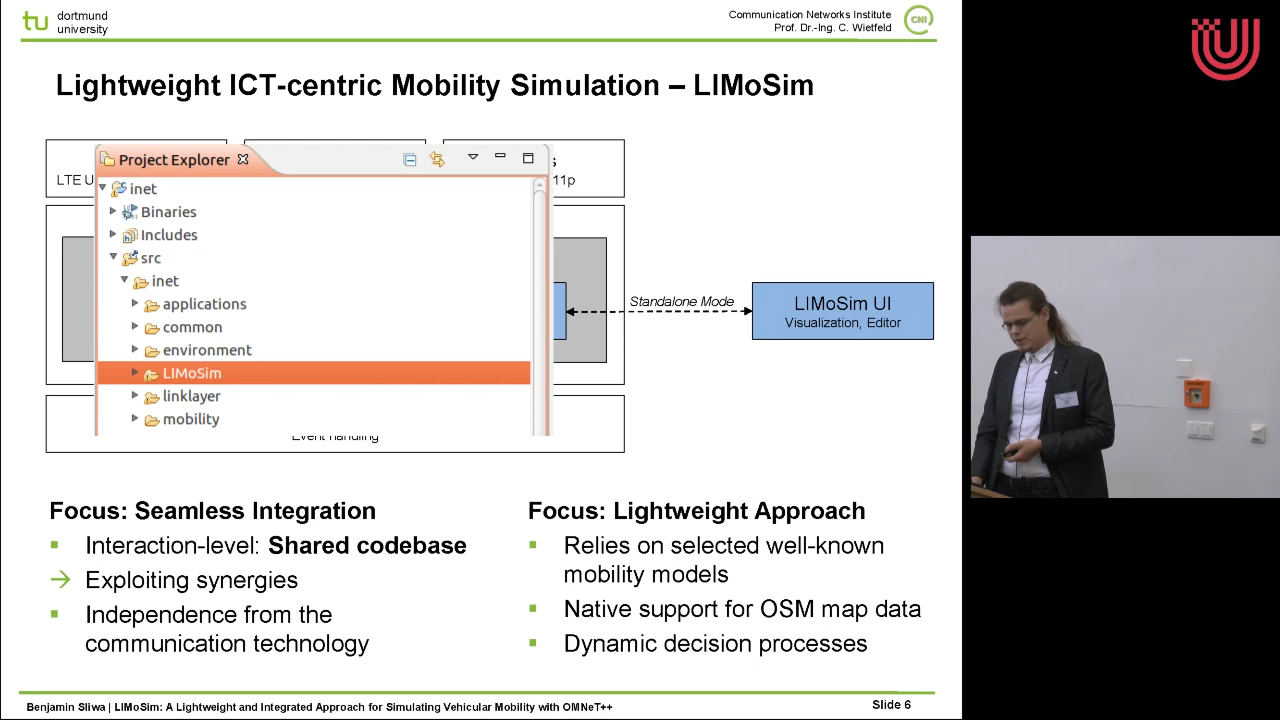 tu dortmund
university
Communication Networks Institute
Prof. Dr.-Ing. C. Wietfeld
CNI
Lightweight ICT-centric Mobility Simulation – LIMoSim
Project Explorer
LTE U
11p
inet
Binaries
Includes
src
inet
applications
common
environment
LIMoSim
linklayer
mobility
Event handling
Standalone Mode
LIMoSim UI
Visualization, Editor
Focus: Seamless Integration
Interaction-level: Shared codebase
Exploiting synergies
Independence from the
communication technology
Focus: Lightweight Approach
Relies on selected well-known
mobility models
Native support for OSM map data
Dynamic decision processes
Benjamin Sliwa | LIMoSim: A Lightweight and Integrated Approach for Simulating Vehicular Mobility with OMNeT++
Slide 6